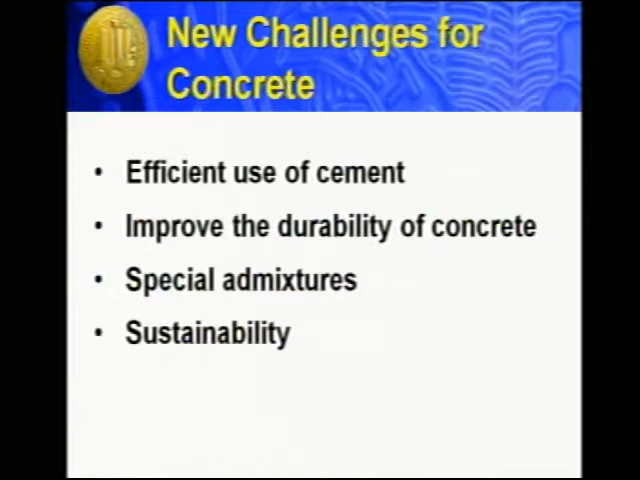 New Challenges for
Concrete
• Efficient use of cement
• Improve the durability of concrete
• Special admixtures
• Sustainability